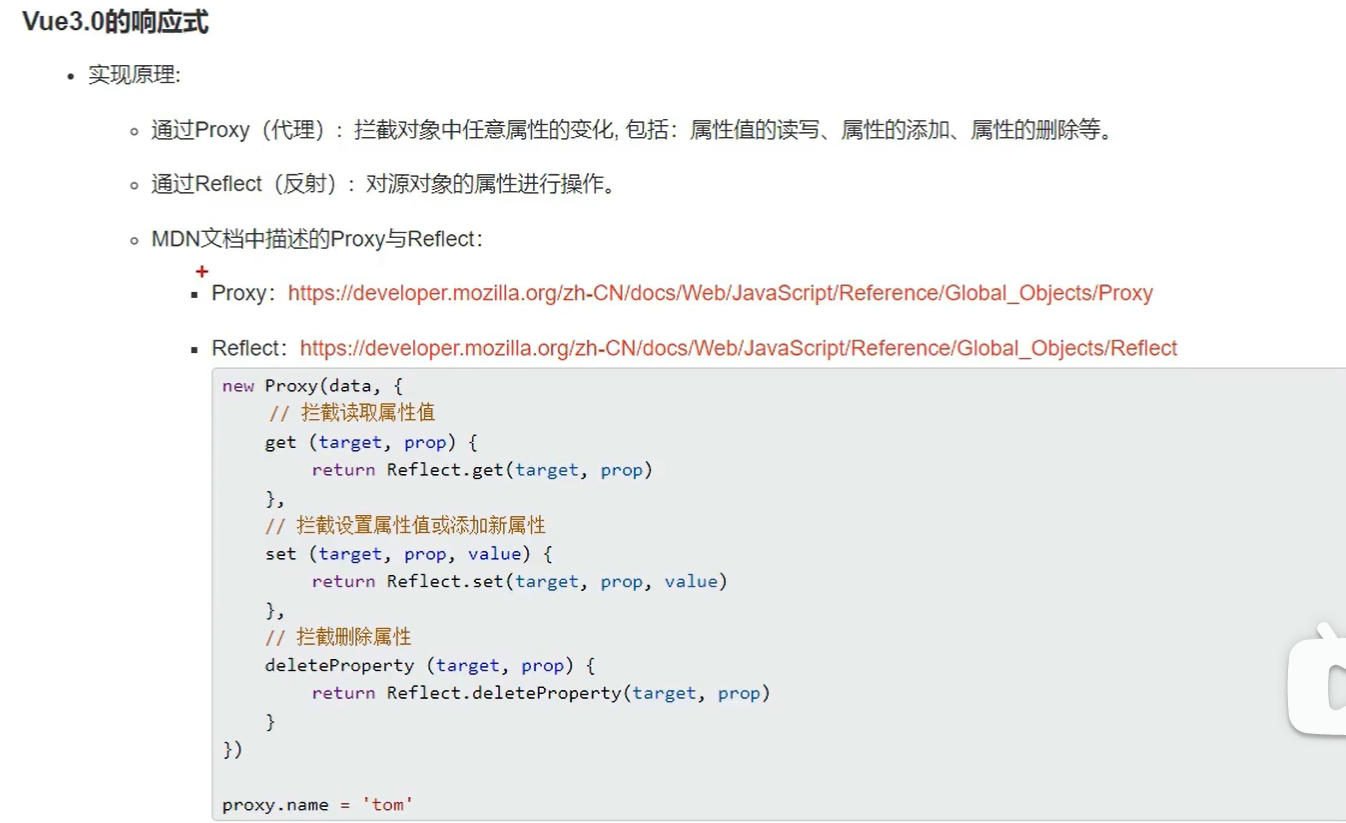 Vue3.0的响应式
实现原理:
通过Proxy（代理）: 拦截对象中任意属性的变化, 包括：属性值的读写、属性的添加、属性的删除等。
通过Reflect（反射）: 对源对象的属性进行操作。
MDN文档中描述的Proxy与Reflect：
Proxy：https://developer.mozilla.org/zh-CN/docs/Web/JavaScript/Reference/Global_Objects/Proxy
Reflect：https://developer.mozilla.org/zh-CN/docs/Web/JavaScript/Reference/Global_Objects/Reflect
new Proxy(data, {
// 拦截读取属性值
get (target, prop) {
return Reflect.get(target, prop)
},
// 拦截设置属性值或添加新属性
set (target, prop, value) {
return Reflect.set(target, prop, value)
},
// 拦截删除属性
deleteProperty (target, prop) {
return Reflect.deleteProperty(target, prop)
}
})
proxy.name = 'tom'